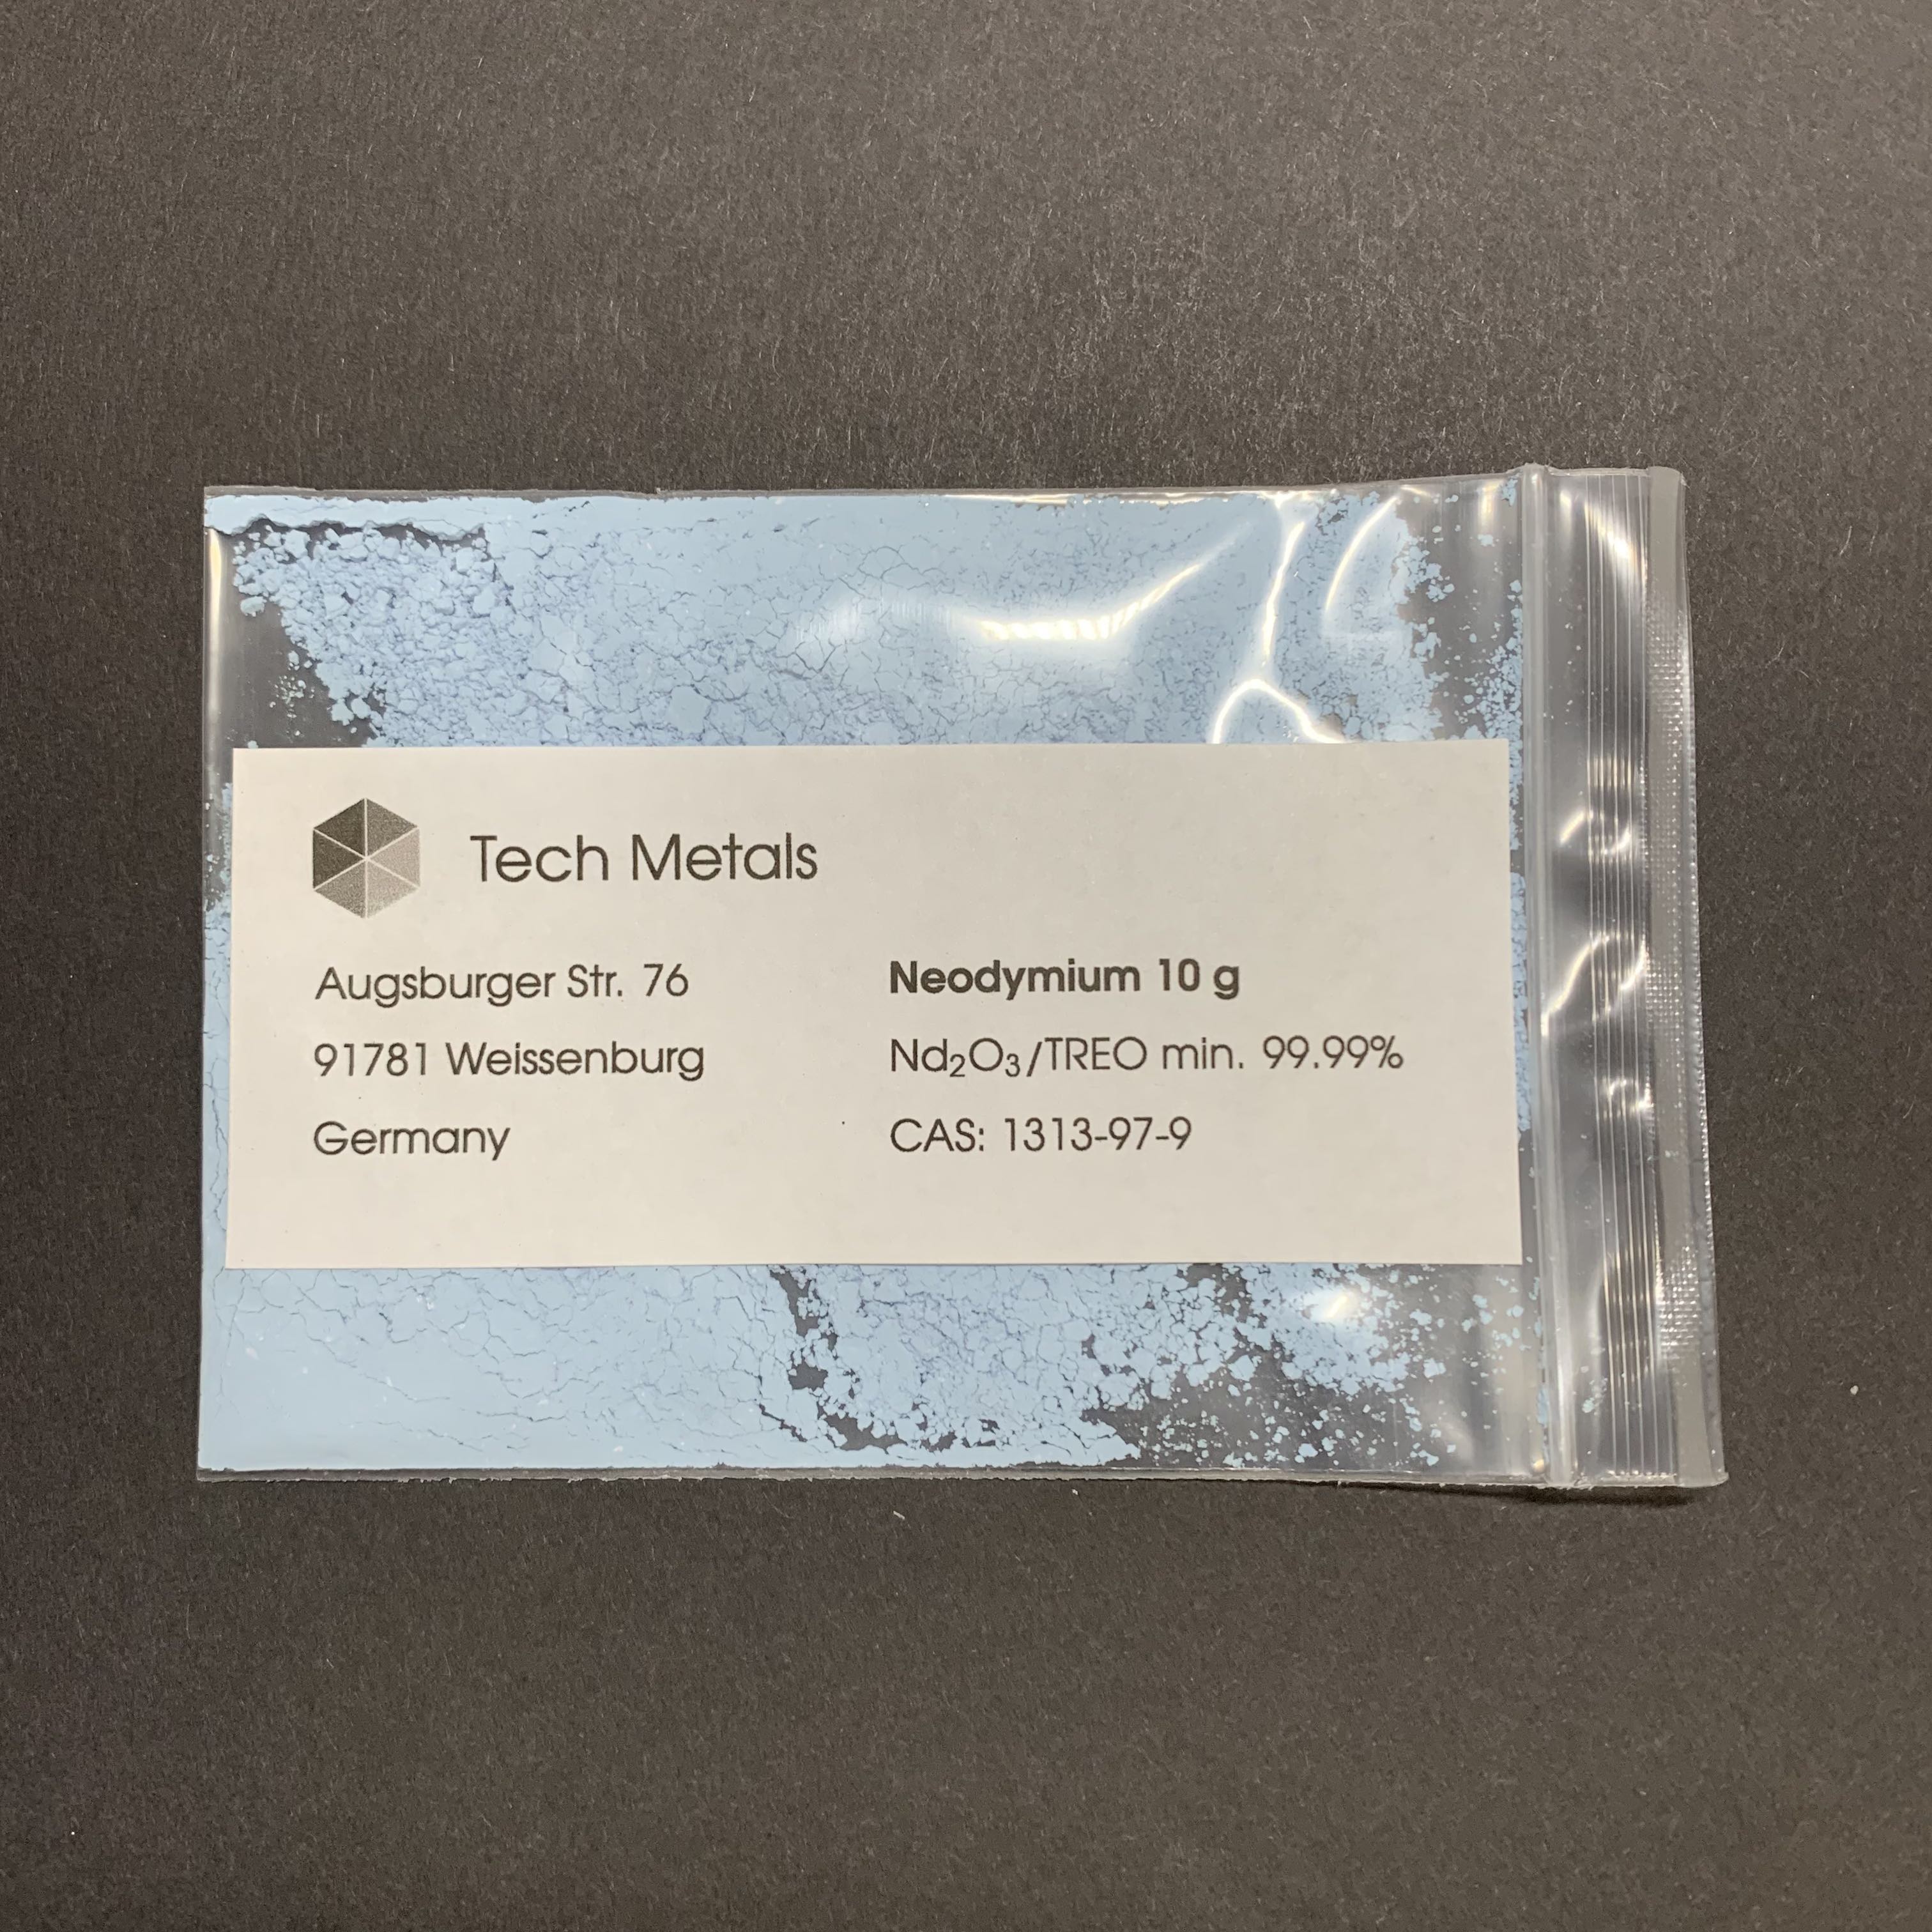 Tech Metals
Augsburger Str. 76
91781 Weissenburg
Germany
Neodymium 10 g
Nd₂O₃/TREO min. 99.99%
CAS: 1313-97-9